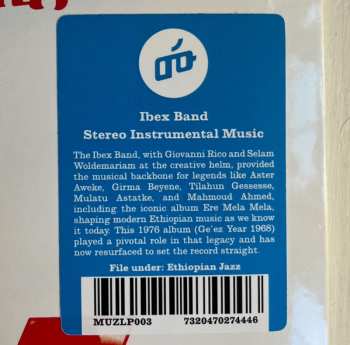 Ibex Band
Stereo Instrumental Music
The Ibex Band, with Giovanni Rico and Selam
Woldemariam at the creative helm, provided
the musical backbone for legends like Aster
Aweke, Girma Beyene, Tilahun Gessesse,
Mulatu Astatke, and Mahmoud Ahmed,
including the iconic album Ere Mela Mela,
shaping modern Ethiopian music as we know
it today. This 1976 album (Ge'ez Year 1968)
played a pivotal role in that legacy and has
now resurfaced to set the record straight.
File under: Ethiopian Jazz
MUZLP003 7320470274446